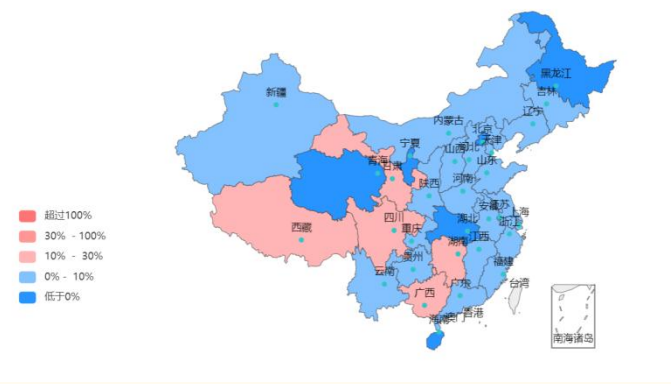 黑龙江
新疆
吉林
辽宁
内蒙古
北京
天津
宁夏
山西
河北
山东
青海
甘肃
陕西
河南
西藏
四川
重庆
湖北
安徽
江苏
上海
浙江
湖南
江西
贵州
云南
福建
广西
广东
台湾
海南
澳门
香港
南海诸岛
超过100%
30% - 100%
10% - 30%
0% - 10%
低于0%